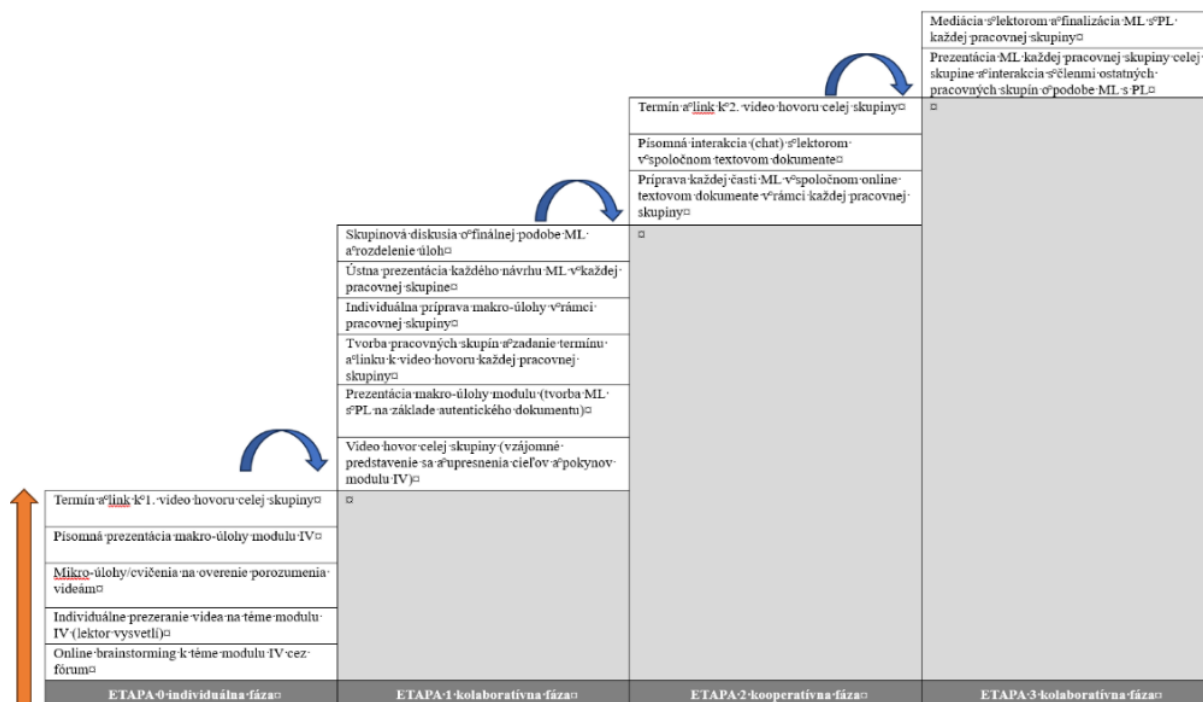 Termín a link k 1. video hovoru celej skupiny
Písomná prezentácia makro-úlohy modulu IV
Mikro-úlohy/cvičenia na overenie porozumenia
videám
Individuálne prezeranie videa na téme modulu
IV (lektor vysvetlí)
Online brainstorming k téme modulu IV cez
fórum
ETAPA 0 individuálna fáza
Skupinová diskusia o finálnej podobe ML
a rozdelenie úloh
Ústna prezentácia každého návrhu ML v každej
pracovnej skupine
Individuálna príprava makro-úlohy v rámci
pracovnej skupiny
Tvorba pracovných skupín a zadanie termínu
a linku k video hovoru každej pracovnej
skupiny
Prezentácia makro-úlohy modulu (tvorba ML
s PL na základe autentického dokumentu)
Video hovor celej skupiny (vzájomné
predstavenie sa a upresnenia cieľov a pokynov
modulu IV)
ETAPA 1 kolaboratívna fáza
Termín a link k 2. video hovoru celej skupiny
Písomná interakcia (chat) s lektorom
v spoločnom textovom dokumente
Príprava každej časti ML v spoločnom online
textovom dokumente v rámci každej pracovnej
skupiny
ETAPA 2 kooperatívna fáza
Mediácia s lektorom a finalizácia ML s PL
každej pracovnej skupiny
Prezentácia ML každej pracovnej skupiny celej
skupine a interakcia s členmi ostatných
pracovných skupín o podobe ML s PL
ETAPA 3 kolaboratívna fáza